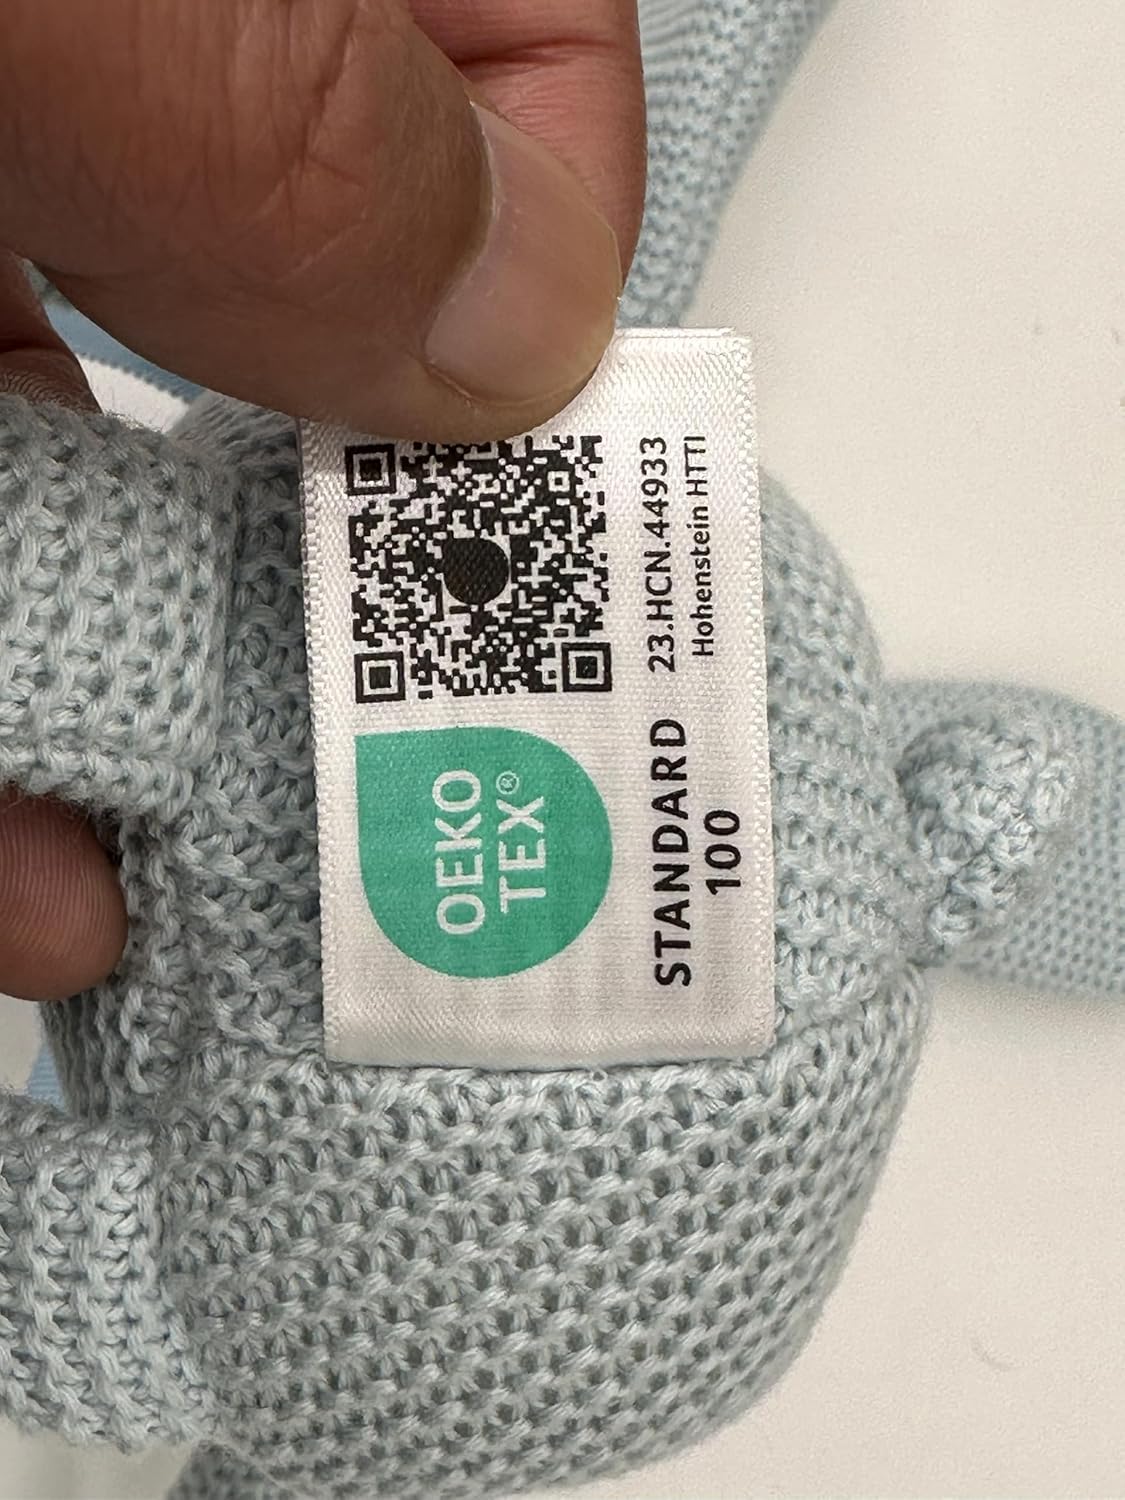 OEKO
TEX®
STANDARD
100
23.HCN.44933
Hohenstein HTTI